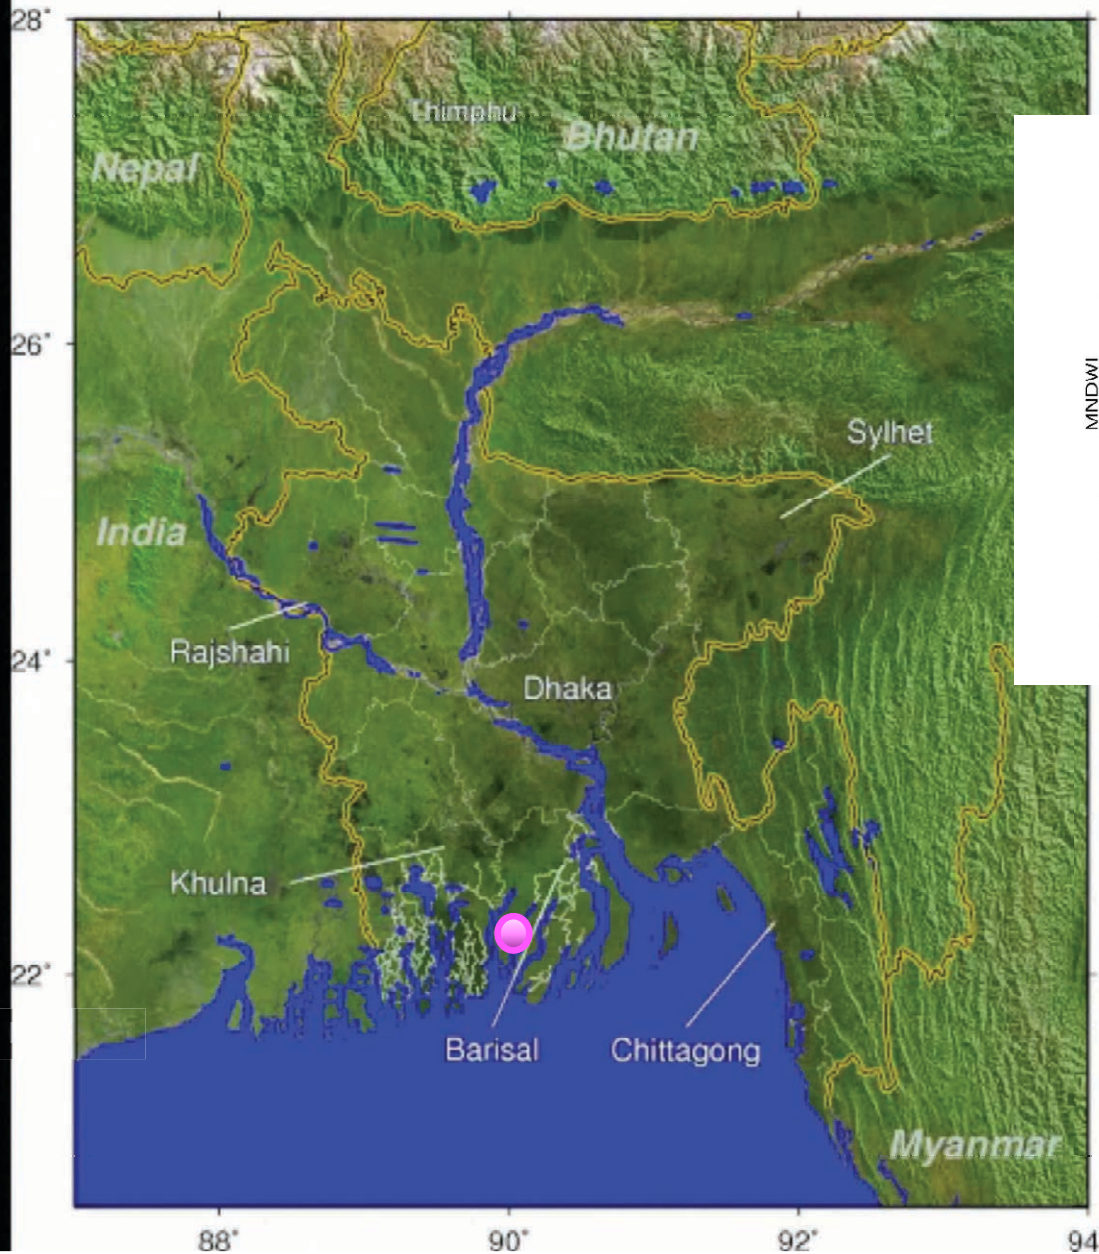 28°
Thimphu
Bhutan
Nepal
26°
MNDWI
Sylhet
India
Rajshahi
24°
Dhaka
Khulna
22°
Barisal
Chittagong
Myanmar
88°
90°
92°
94